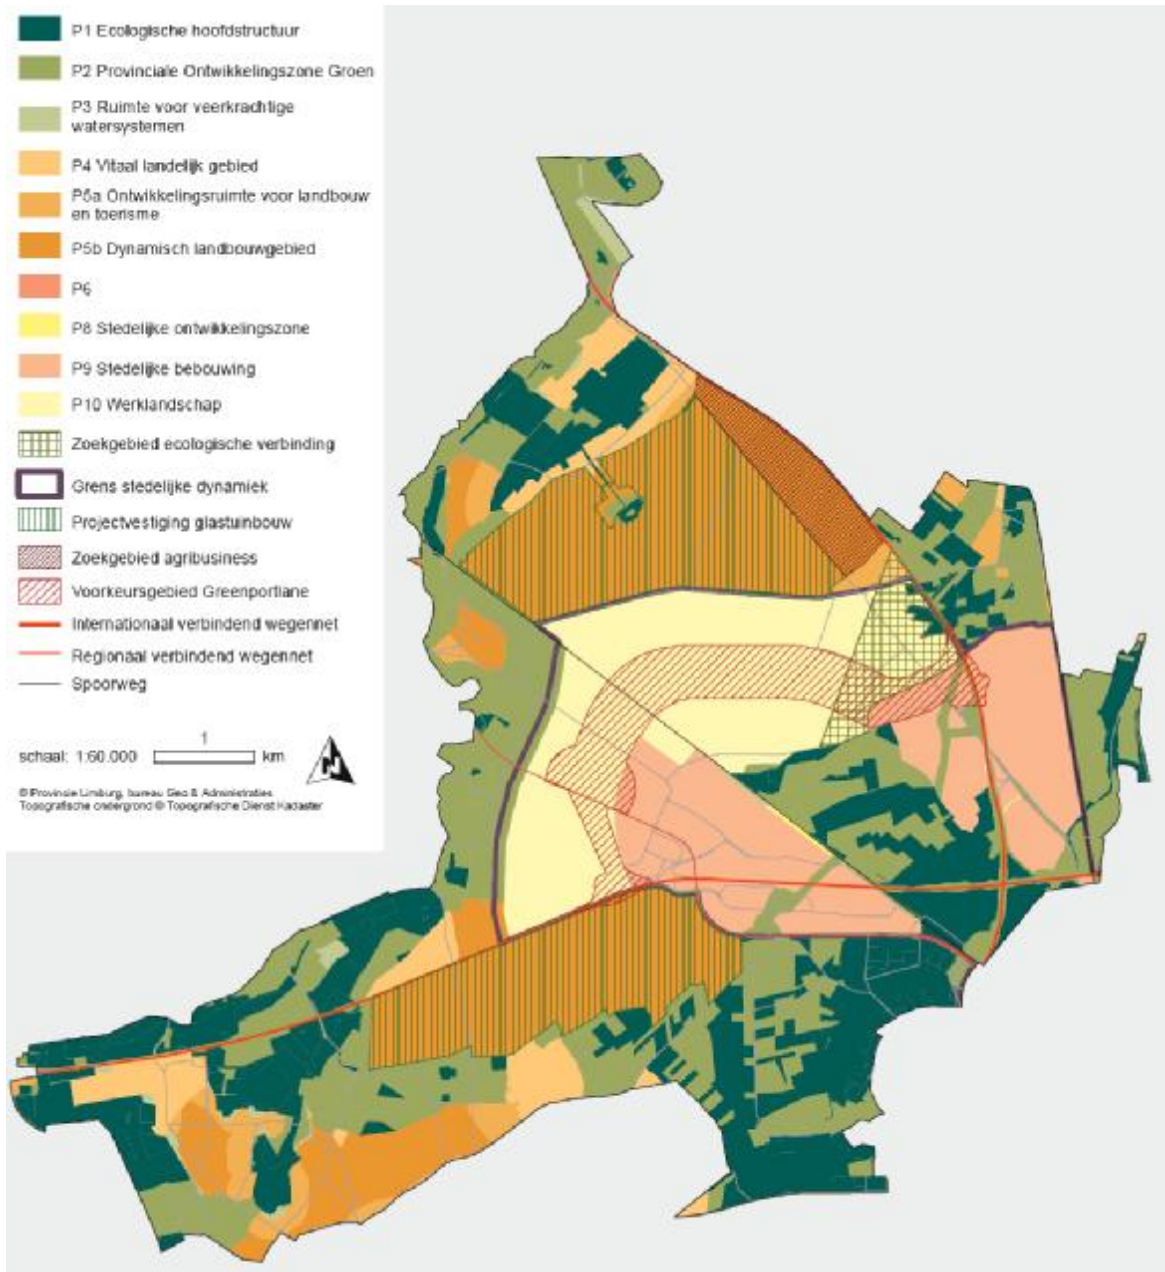 P1 Ecologische hoofdstructuur
P2 Provinciale Ontwikkelingszone Groen
P3 Ruimte voor veerkrachtige
watersystemen
P4 Vitaal landelijk gebied
P5a Ontwikkelingsruimte voor landbouw
en toerisme
P5b Dynamisch landbouwgebied
P6
P8 Stedelijke ontwikkelingszone
P9 Stedelijke bebouwing
P10 Werklandschap
Zoekgebied ecologische verbinding
Grens stedelijke dynamiek
Projectvestiging glastuinbouw
Zoekgebied agribusiness
Voorkeursgebied Greenportlane
Internationaal verbindend wegennet
Regionaal verbindend wegennet
Spoorweg
1
schaal: 1:60.000 km
N
© Provincie Limburg, bureau Geo & Administraties
Topografische ondergrond © Topografische Dienst Kadaster